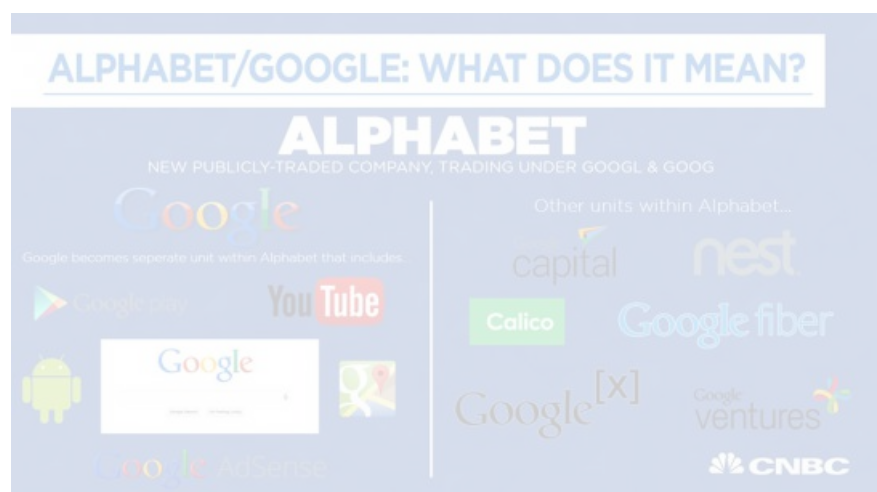 ALPHABET/GOOGLE: WHAT DOES IT MEAN?
ALPHABET
NEW PUBLICLY-TRADED COMPANY, TRADING UNDER GOOGL & GOOG
Google
Google becomes seperate unit within Alphabet that includes...
Google play
YouTube
Google
Google AdSense
Other units within Alphabet...
capital
nest
Calico
Google fiber
Google[x]
Google
ventures
CNBC